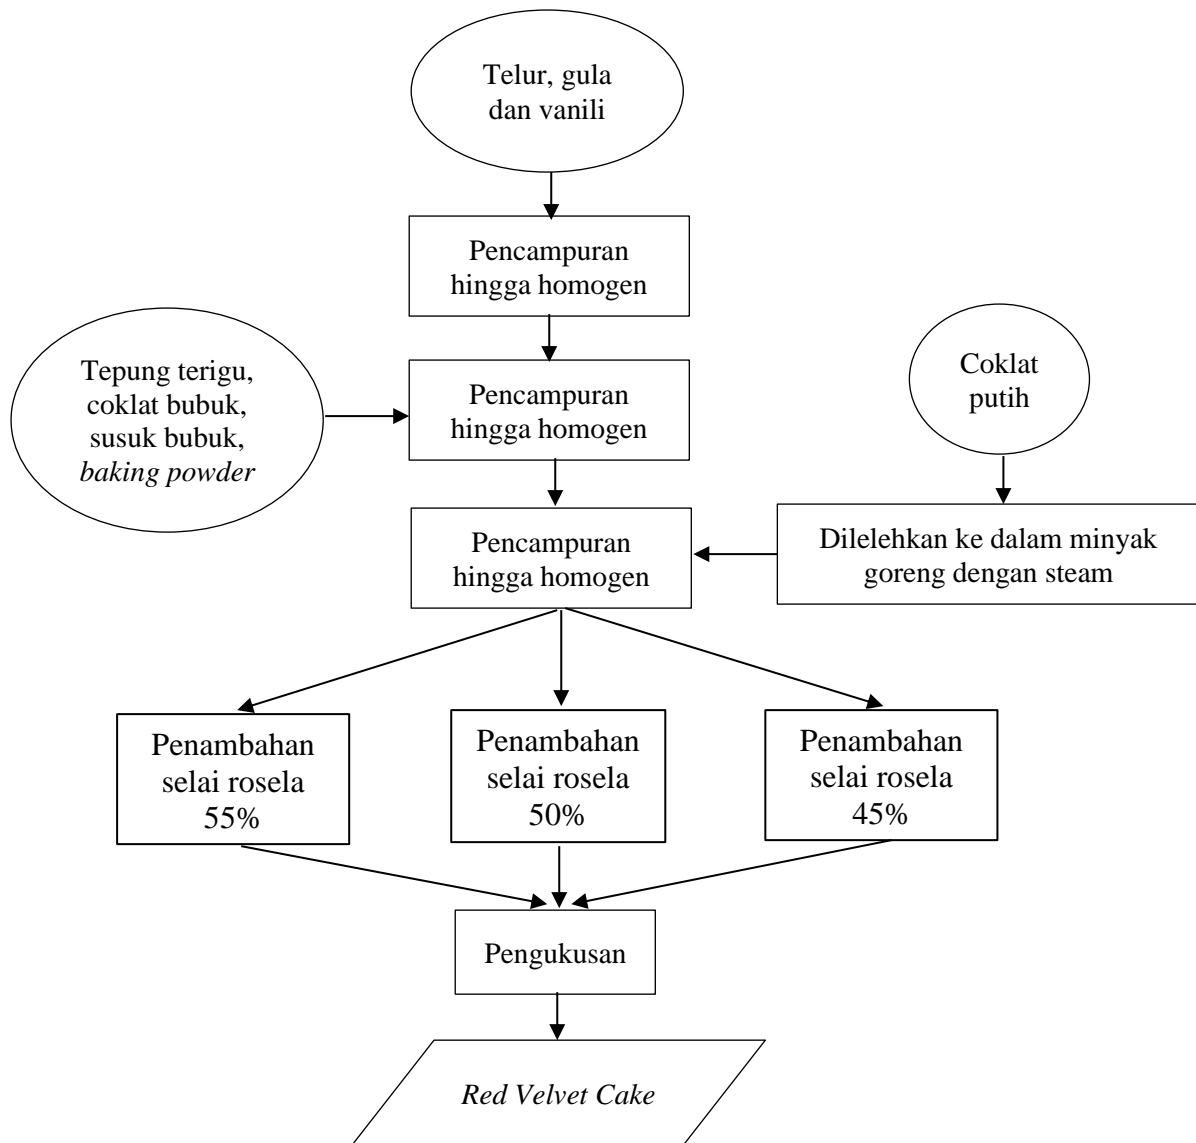 Telur, gula
dan vanili
Pencampuran
hingga homogen
Tepung terigu,
coklat bubuk,
susuk bubuk,
baking powder
Pencampuran
hingga homogen
Coklat
putih
Pencampuran
hingga homogen
Dilelehkan ke dalam minyak
goreng dengan steam
Penambahan
selai rosela
55%
Penambahan
selai rosela
50%
Penambahan
selai rosela
45%
Pengukusan
Red Velvet Cake